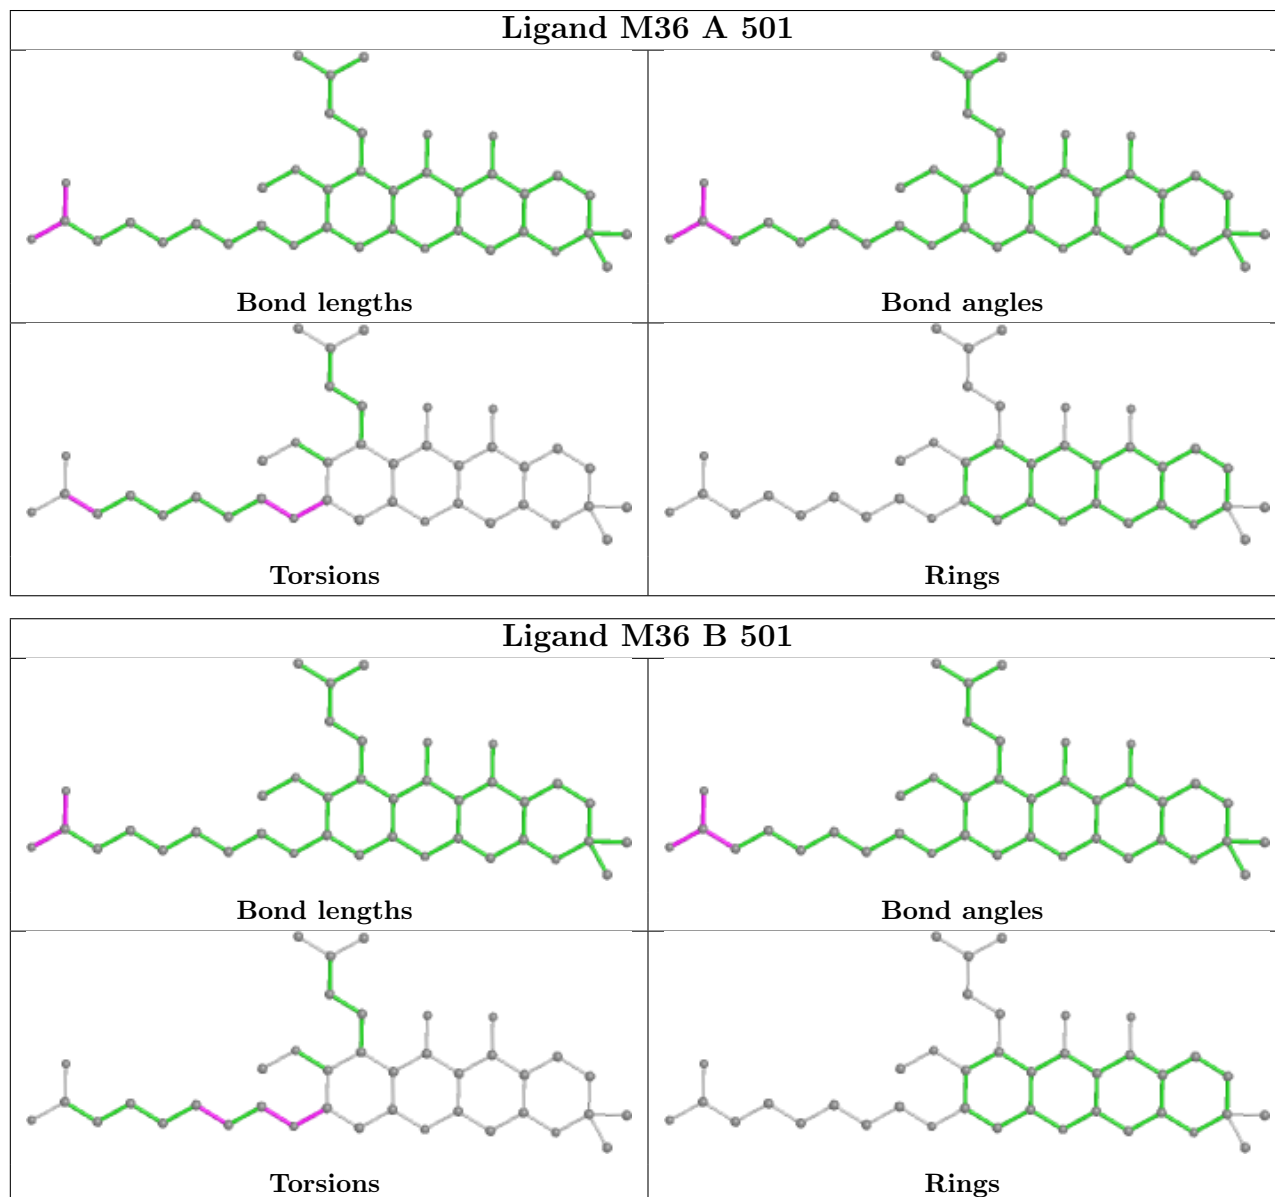 Ligand M36 A 501
Bond lengths
Bond angles
Torsions
Rings
Ligand M36 B 501
Bond lengths
Bond angles
Torsions
Rings